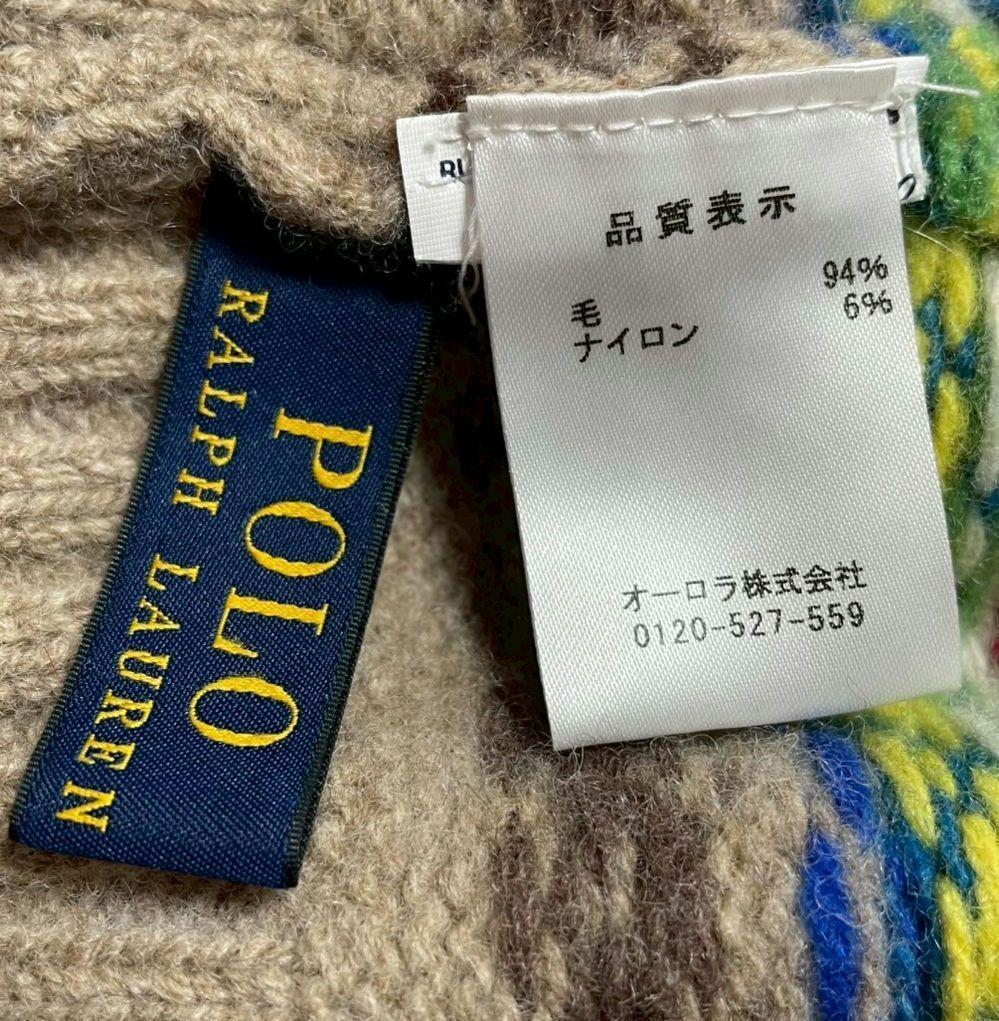 POLO
RALPH LAUREN
品質表示
毛 94%
ナイロン 6%
オーロラ株式会社
0120-527-559